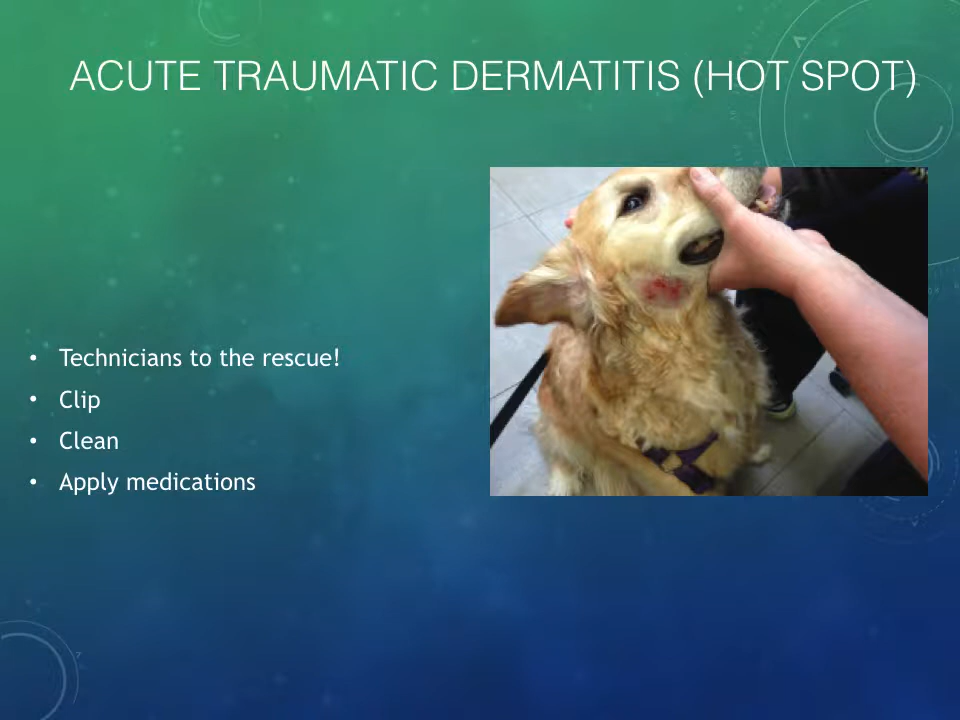 ACUTE TRAUMATIC DERMATITIS (HOT SPOT)
• Technicians to the rescue!
• Clip
• Clean
• Apply medications